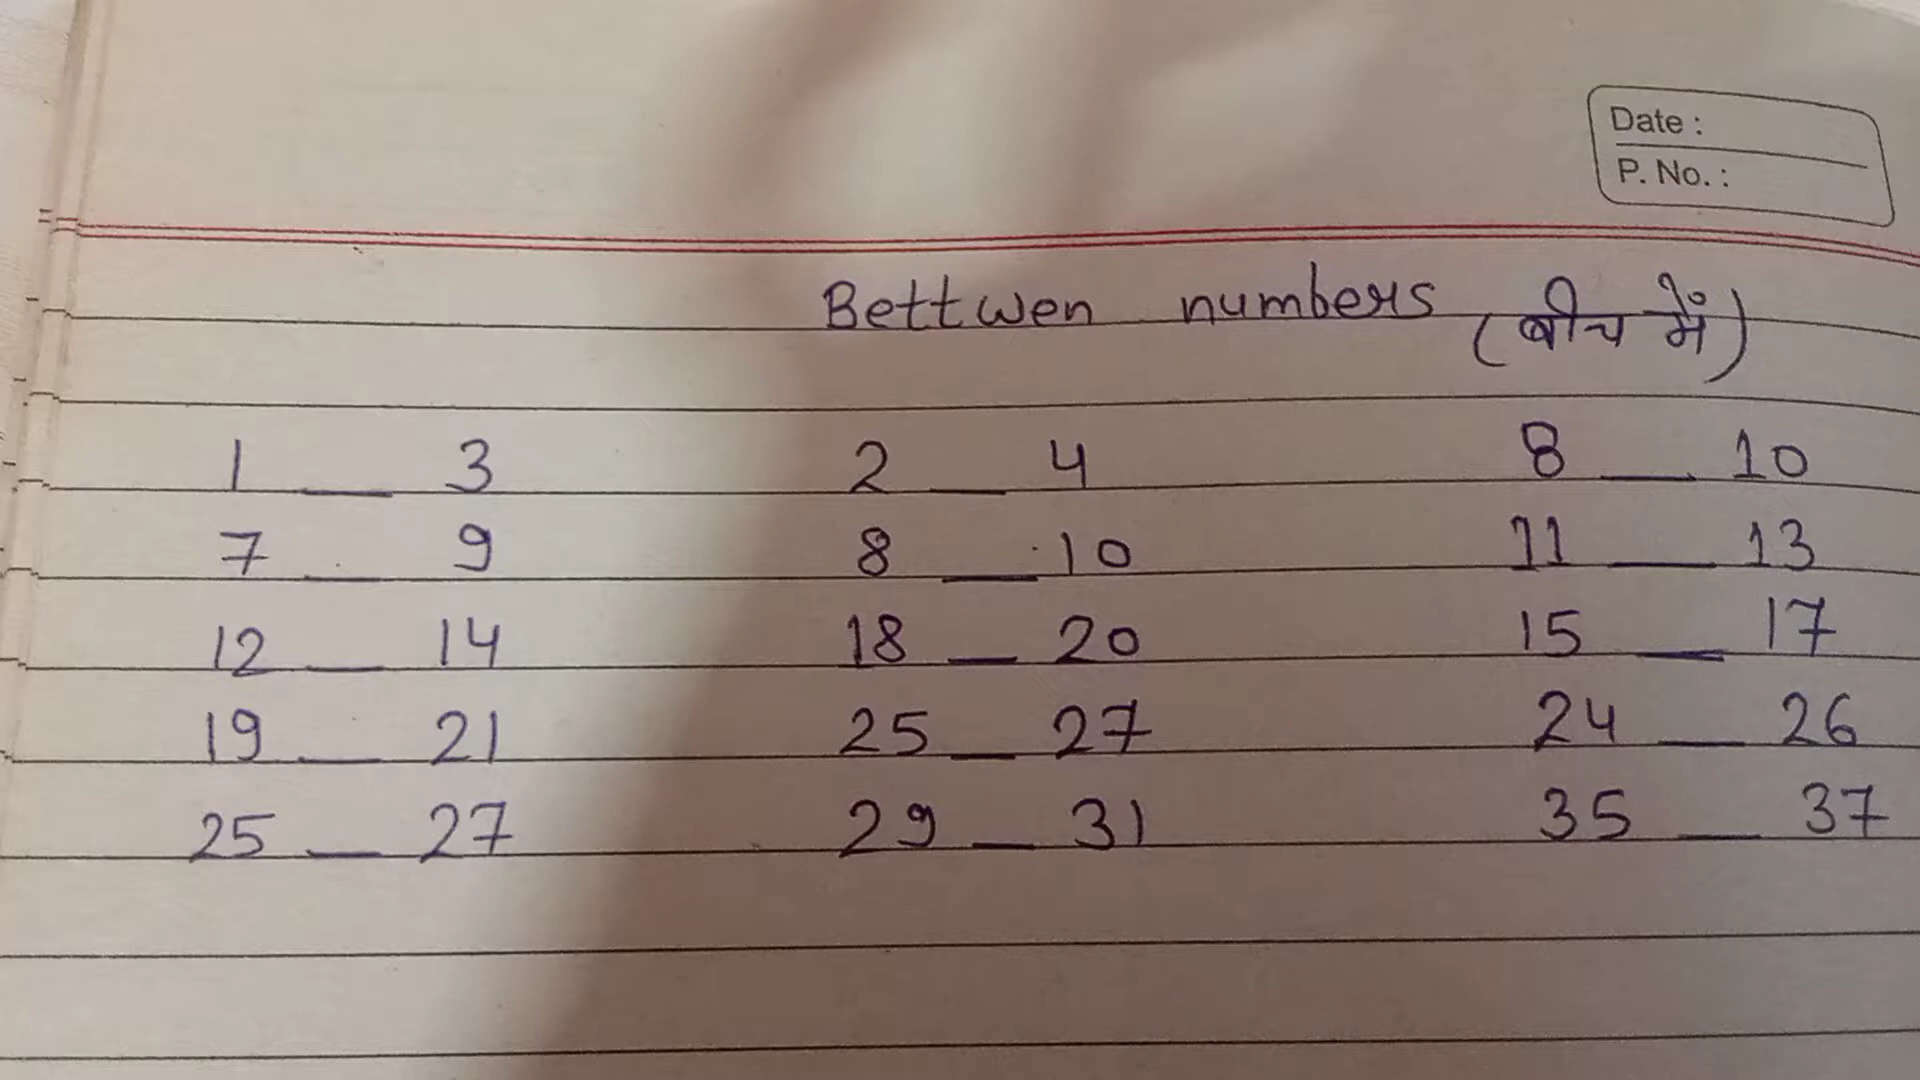 Date :
P. No. :
Bettwen numbers (बीच में)
1 __ 3 2 __ 4 8 __ 10
7 __ 9 8 __ 10 11 __ 13
12 __ 14 18 __ 20 15 __ 17
19 __ 21 25 __ 27 24 __ 26
25 __ 27 29 __ 31 35 __ 37